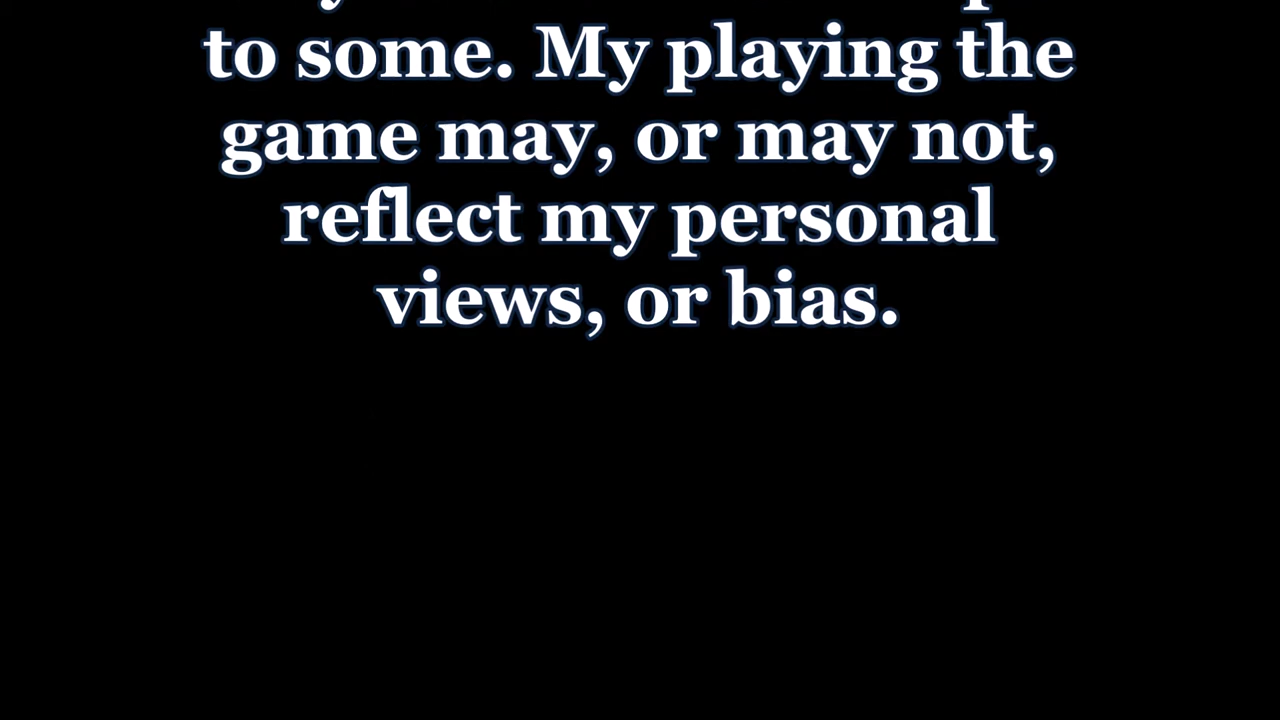 to some. My playing the
game may, or may not,
reflect my personal
views, or bias.